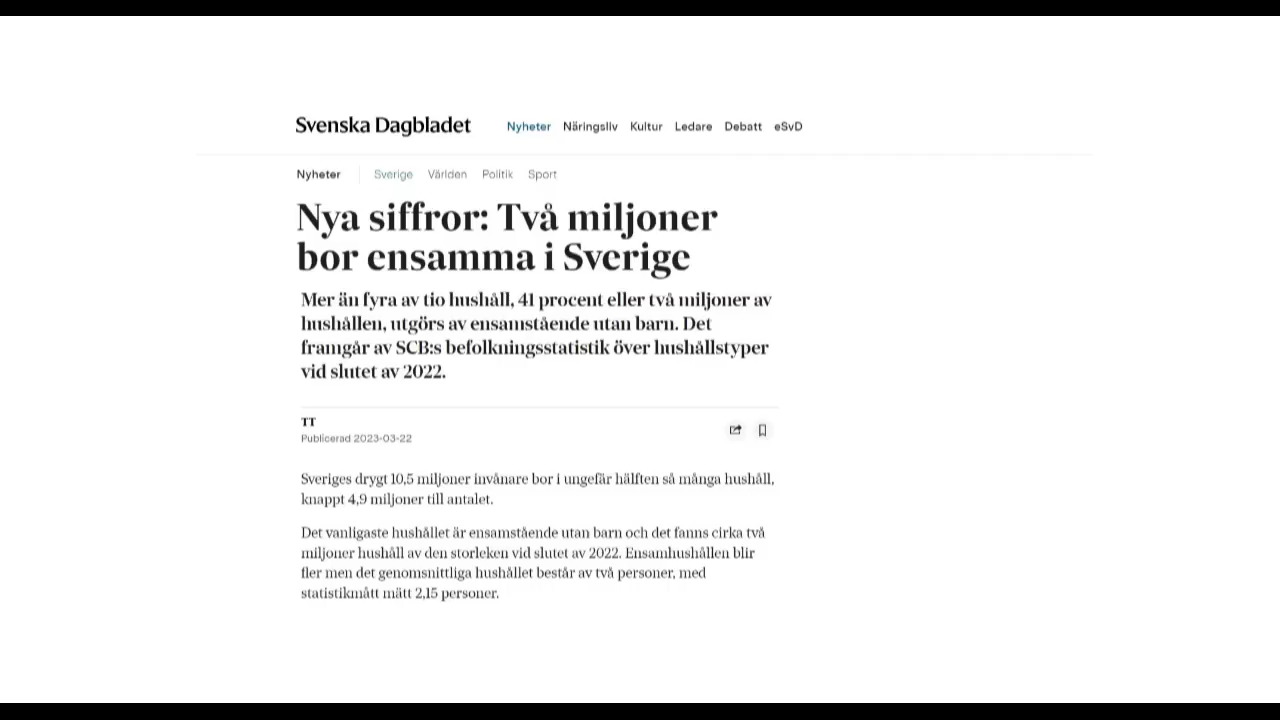 Svenska Dagbladet
Nyheter Näringsliv Kultur Ledare Debatt eSvD
Nyheter Sverige Världen Politik Sport
Nya siffror: Två miljoner
bor ensamma i Sverige
Mer än fyra av tio hushåll, 41 procent eller två miljoner av
hushållen, utgörs av ensamstående utan barn. Det
framgår av SCB:s befolkningsstatistik över hushållstyper
vid slutet av 2022.
TT
Publicerad 2023-03-22
Sveriges drygt 10,5 miljoner invånare bor i ungefär hälften så många hushåll,
knappt 4,9 miljoner till antalet.
Det vanligaste hushållet är ensamstående utan barn och det fanns cirka två
miljoner hushåll av den storleken vid slutet av 2022. Ensamhushållen blir
fler men det genomsnittliga hushållet består av två personer, med
statistikmått mätt 2,15 personer.